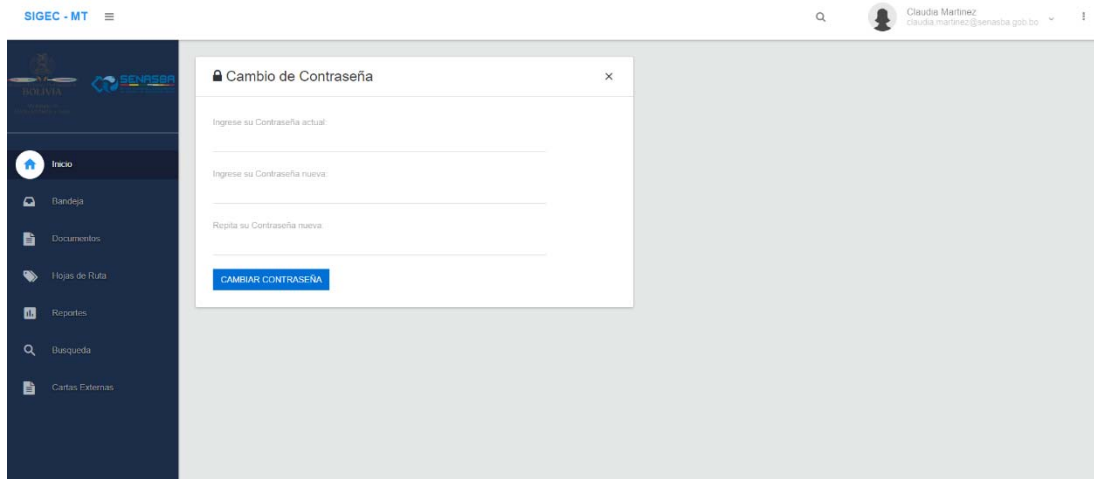 SIGEC - MT
Claudia Martinez
claudia.martinez@senasba.gob.bo
BOLIVIA
SENASBA
Cambio de Contraseña
Ingrese su Contraseña actual:
Ingrese su Contraseña nueva:
Repita su Contraseña nueva:
CAMBIAR CONTRASEÑA
Inicio
Bandeja
Documentos
Hojas de Ruta
Reportes
Busqueda
Cartas Externas